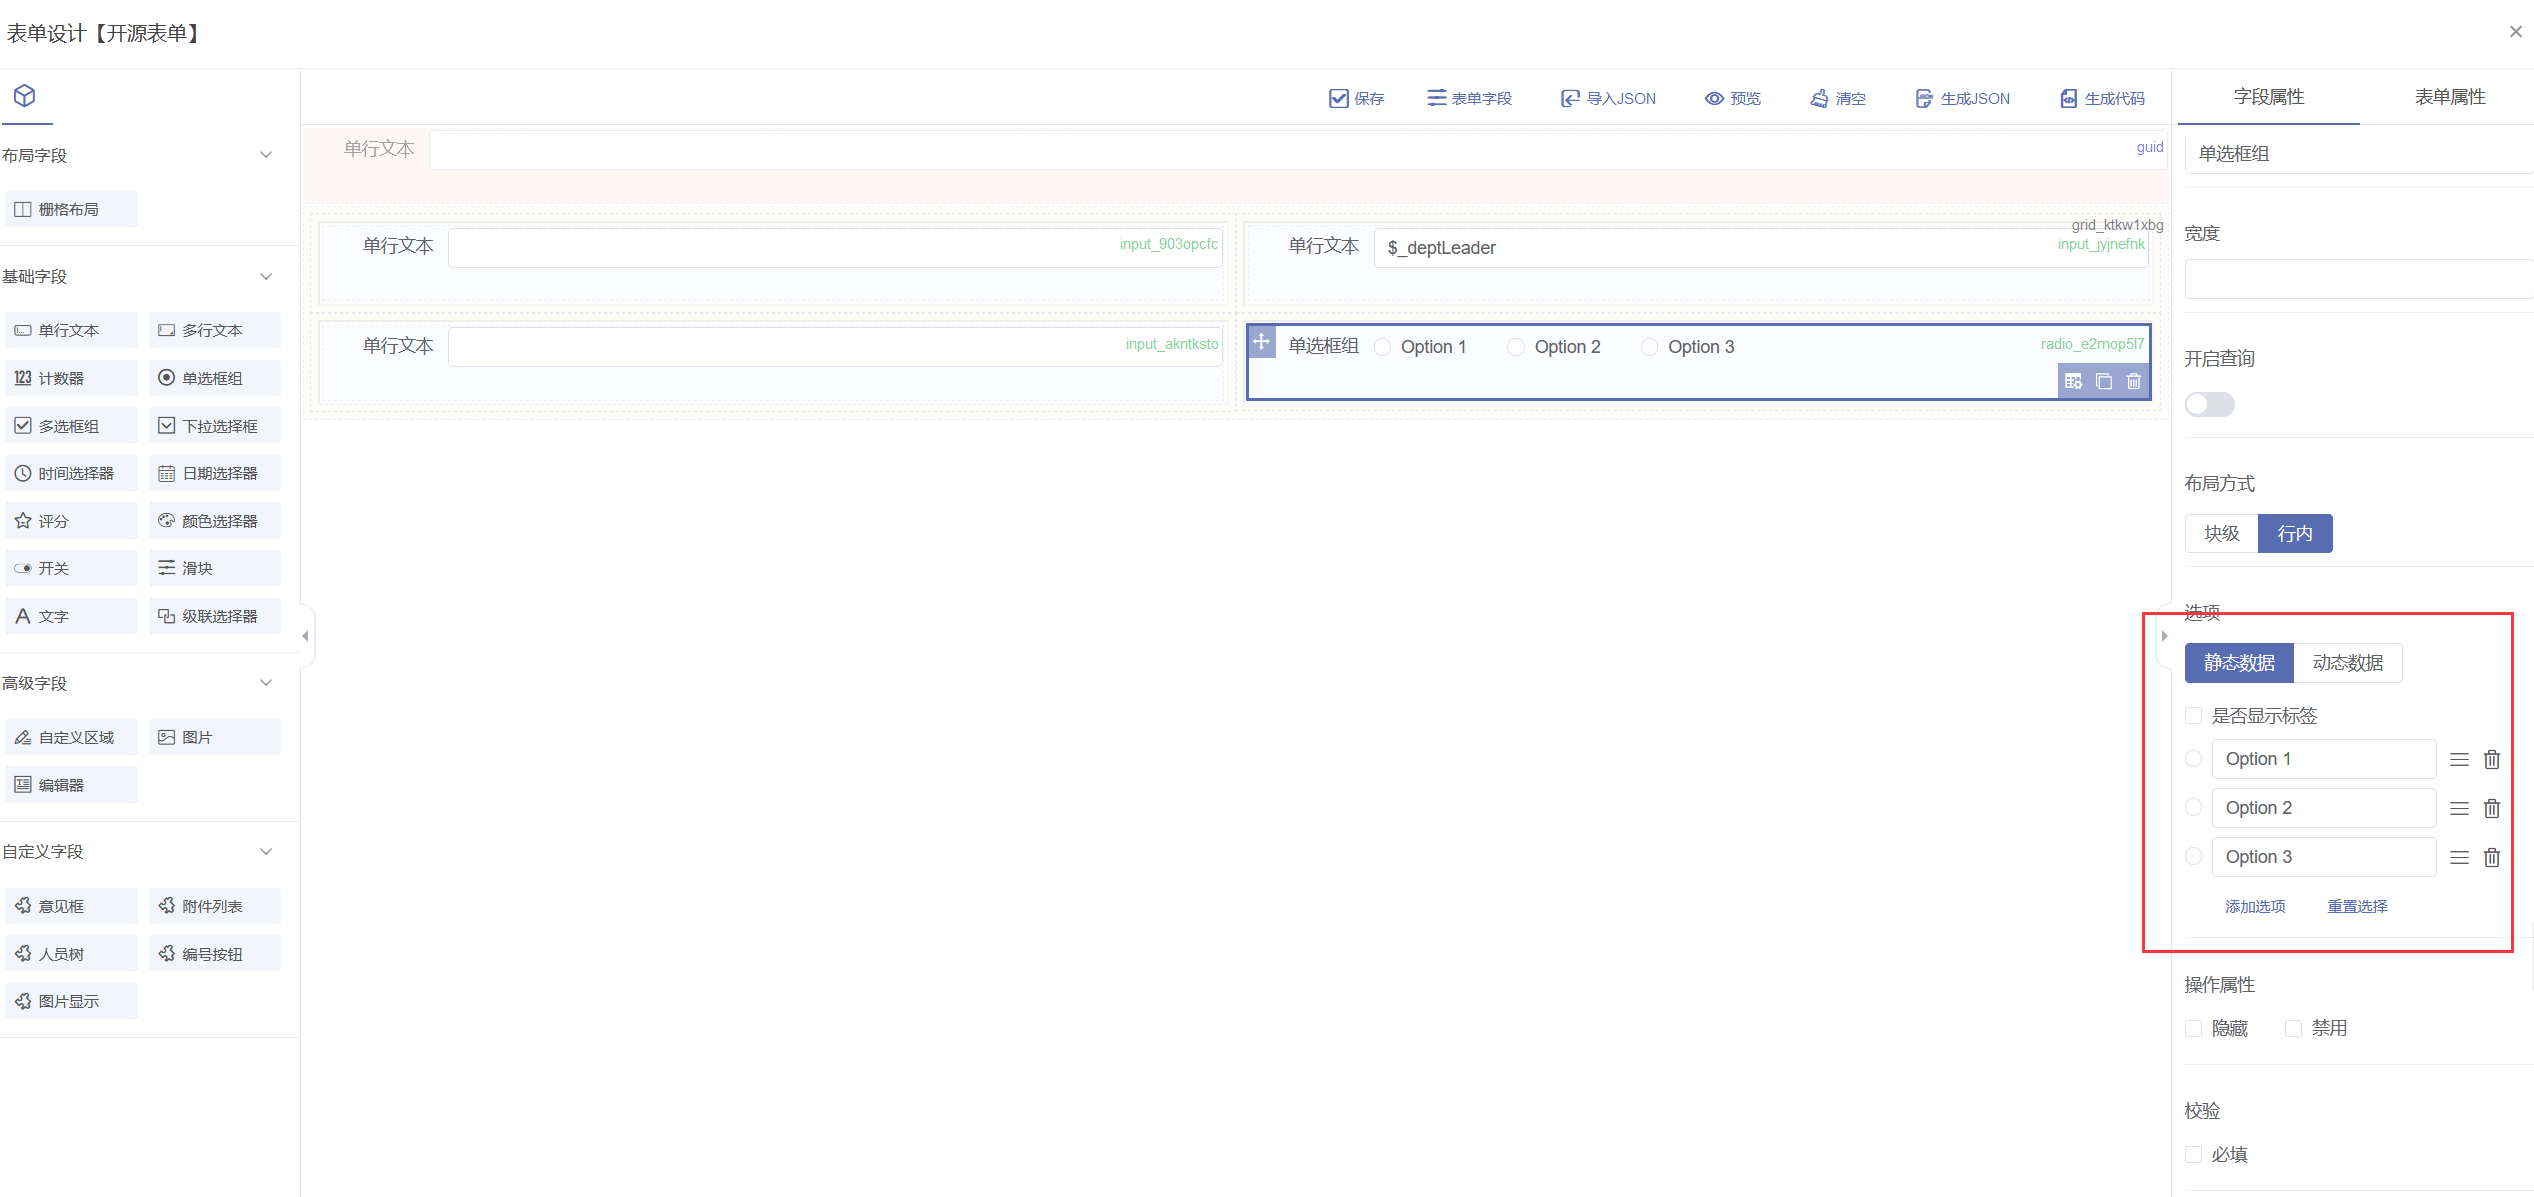 表单设计【开源表单】
保存
表单字段
导入JSON
预览
清空
生成JSON
生成代码
字段属性
表单属性
布局字段
栅格布局
基础字段
单行文本
多行文本
计数器
单选框组
多选框组
下拉选择框
时间选择器
日期选择器
评分
颜色选择器
开关
滑块
文字
级联选择器
高级字段
自定义区域
图片
编辑器
自定义字段
意见框
附件列表
人员树
编号按钮
图片显示
单行文本
guid
grid_ktkw1xbg
单行文本
input_903opcfc
单行文本
$_deptLeader
input_jyjnefnk
单行文本
input_akntksto
单选框组
Option 1
Option 2
Option 3
radio_e2mop5l7
单选框组
宽度
开启查询
布局方式
块级
行内
选项
静态数据
动态数据
是否显示标签
Option 1
Option 2
Option 3
添加选项
重置选择
操作属性
隐藏
禁用
校验
必填